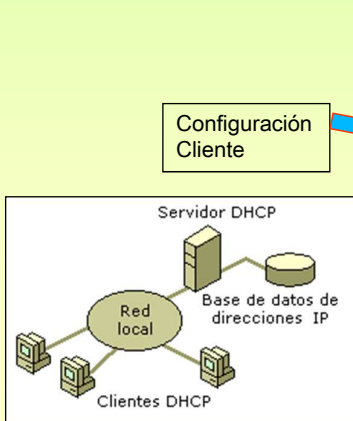 Configuración
Cliente
Servidor DHCP
Base de datos de
direcciones IP
Red
local
Clientes DHCP